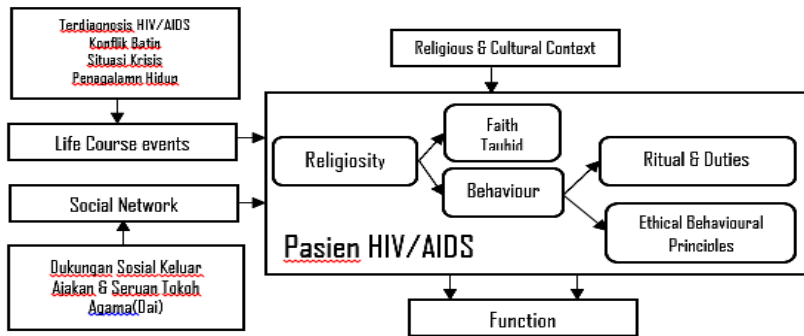 Terdiagnosis HIV/AIDS
Konflik Batin
Situasi Krisis
Penagalamn Hidup
Life Course events
Social Network
Dukungan Sosial Keluar
Ajakan & Seruan Tokoh
Agama(Dai)
Religious & Cultural Context
Religiosity
Faith
Tauhid
Behaviour
Ritual & Duties
Ethical Behavioural
Principles
Pasien HIV/AIDS
Function